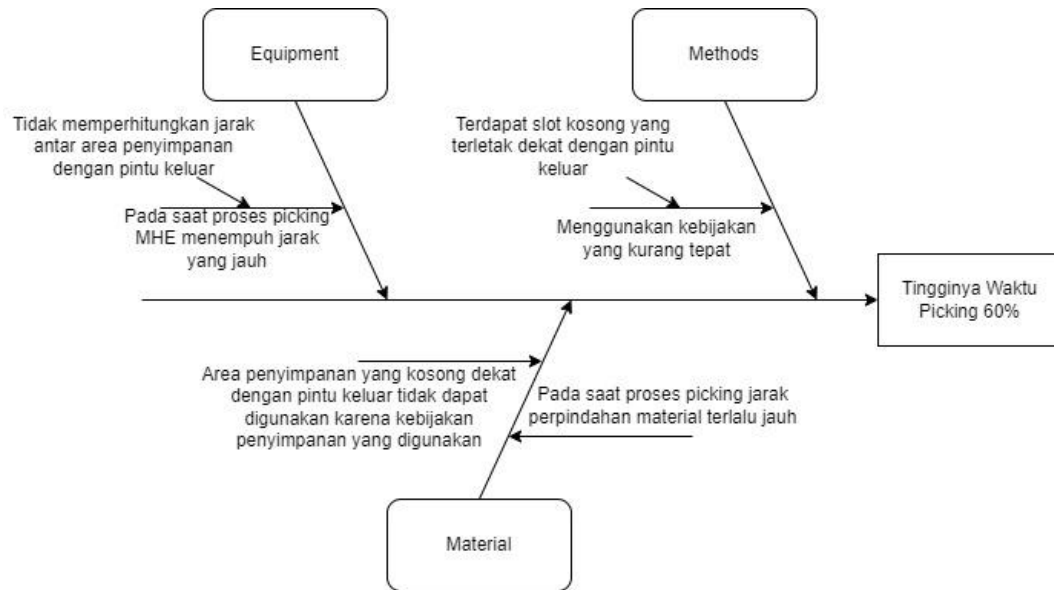 Equipment
Methods
Tidak memperhitungkan jarak
antar area penyimpanan
dengan pintu keluar
Terdapat slot kosong yang
terletak dekat dengan pintu
keluar
Pada saat proses picking
MHE menempuh jarak
yang jauh
Menggunakan kebijakan
yang kurang tepat
Tingginya Waktu
Picking 60%
Area penyimpanan yang kosong dekat
dengan pintu keluar tidak dapat
digunakan karena kebijakan
penyimpanan yang digunakan
Pada saat proses picking jarak
perpindahan material terlalu jauh
Material